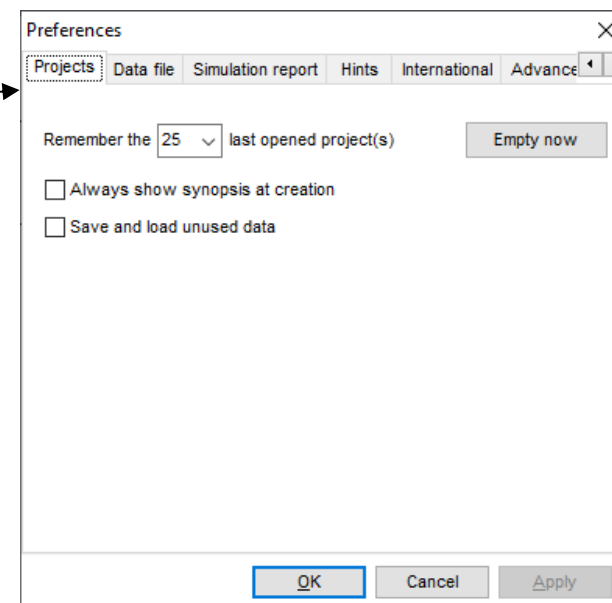 Preferences
Projects Data file Simulation report Hints International Advance
Remember the 25 last opened project(s) Empty now
Always show synopsis at creation
Save and load unused data
OK Cancel Apply